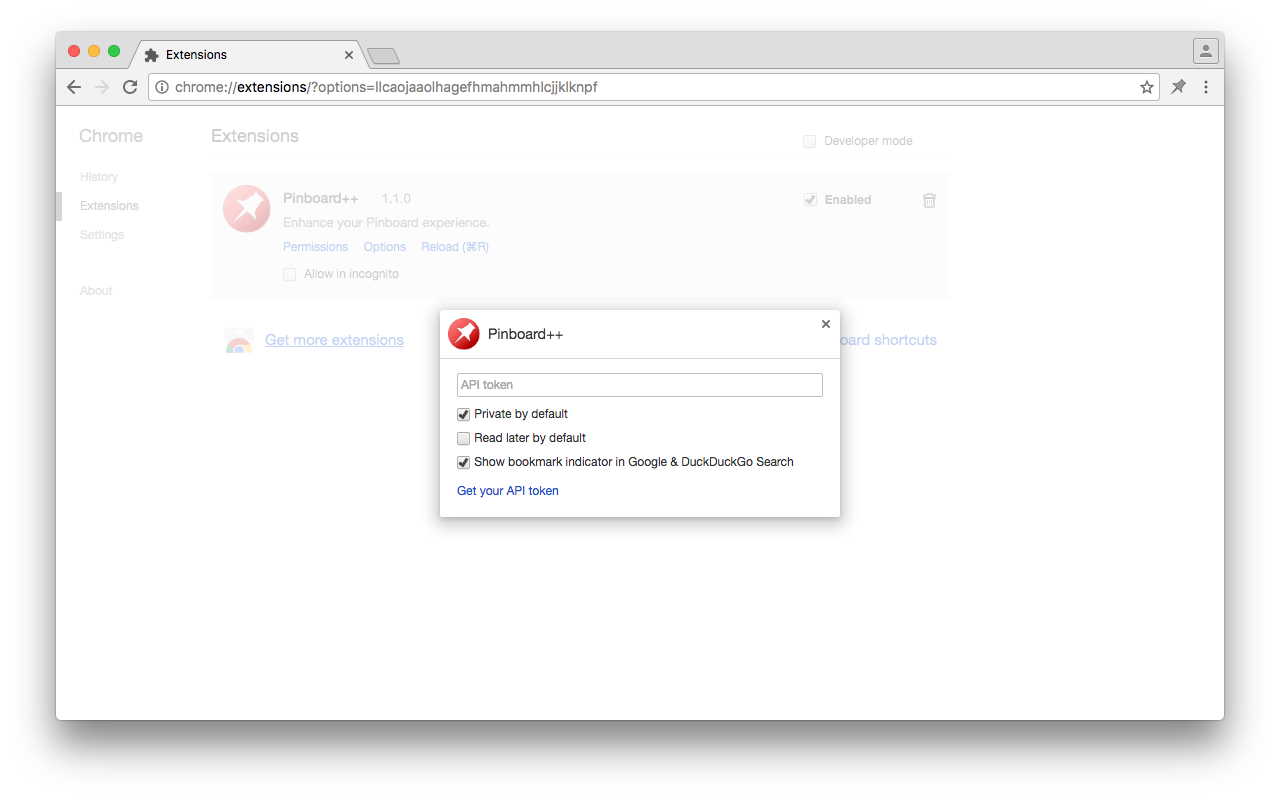 Extensions
chrome://extensions/?options=llcaojaaolhagefhmahmmhlcjjklknpf
Chrome
History
Extensions
Settings
About
Extensions
Developer mode
Pinboard++ 1.1.0
Enabled
Enhance your Pinboard experience.
Permissions Options Reload (⌘R)
Allow in incognito
Get more extensions
oard shortcuts
Pinboard++
API token
Private by default
Read later by default
Show bookmark indicator in Google & DuckDuckGo Search
Get your API token